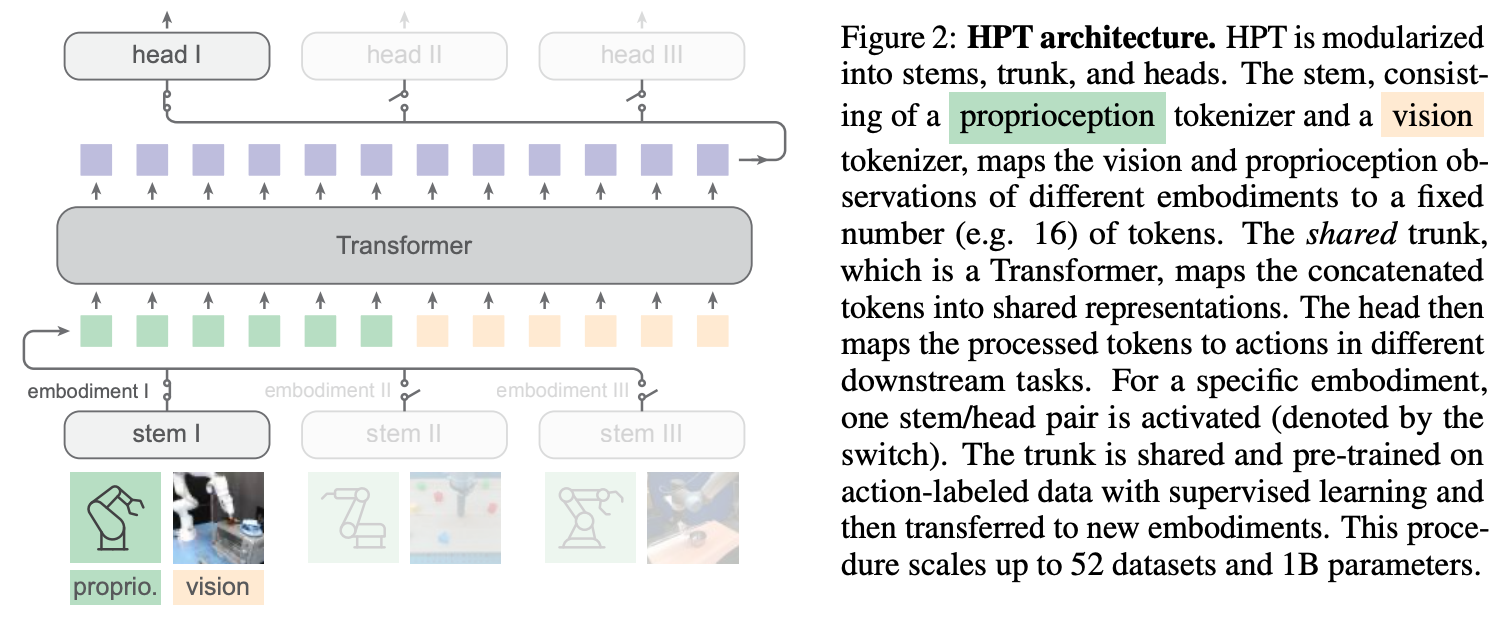 head I
head II
head III
Transformer
embodiment I
embodiment II
embodiment III
stem I
stem II
stem III
proprio.
vision
Figure 2: HPT architecture. HPT is modularized
into stems, trunk, and heads. The stem, consist-
ing of a proprioception tokenizer and a vision
tokenizer, maps the vision and proprioception ob-
servations of different embodiments to a fixed
number (e.g. 16) of tokens. The shared trunk,
which is a Transformer, maps the concatenated
tokens into shared representations. The head then
maps the processed tokens to actions in different
downstream tasks. For a specific embodiment,
one stem/head pair is activated (denoted by the
switch). The trunk is shared and pre-trained on
action-labeled data with supervised learning and
then transferred to new embodiments. This proce-
dure scales up to 52 datasets and 1B parameters.